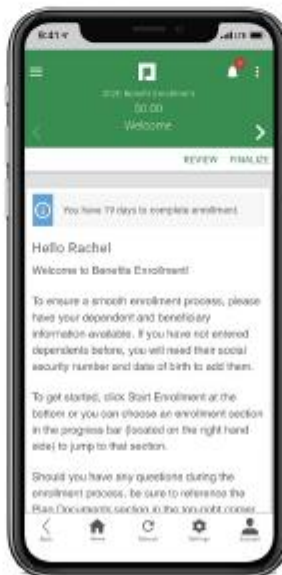 9:41
2020 Benefit Enrollment
$0.00
Welcome
REVIEW FINALIZE
You have 19 days to complete enrollment.
Hello Rachel
Welcome to Benefits Enrollment!
To ensure a smooth enrollment process, please
have your dependent and beneficiary
information available. If you have not entered
dependents before, you will need their social
security number and date of birth to add them.
To get started, click Start Enrollment at the
bottom or you can choose an enrollment section
in the progress bar (located on the right hand
side) to jump to that section.
Should you have any questions during the
enrollment process, be sure to reference the
Plan Documents section in the top right corner
Back Home Reload Settings Account